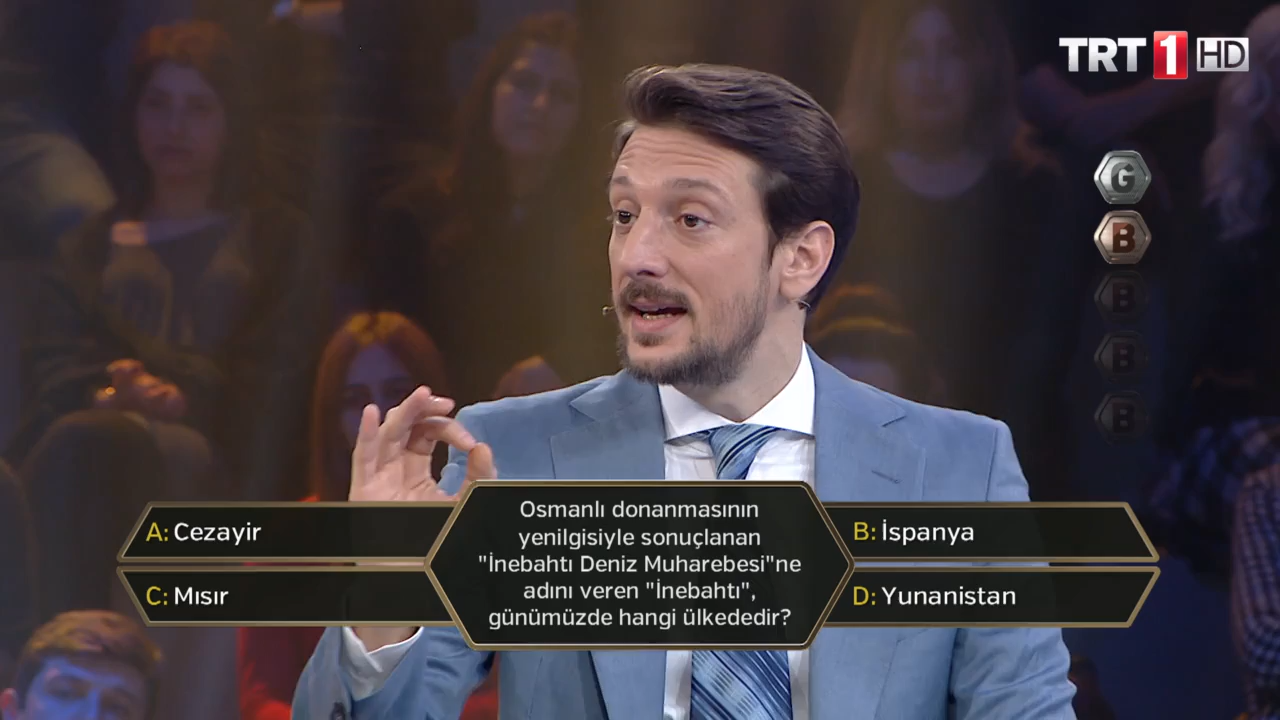 TRT 1 HD
G
B
B
B
B
Osmanlı donanmasının
yenilgisiyle sonuçlanan
"İnebahtı Deniz Muharebesi"ne
adını veren "İnebahtı",
günümüzde hangi ülkededir?
A: Cezayir
B: İspanya
C: Mısır
D: Yunanistan